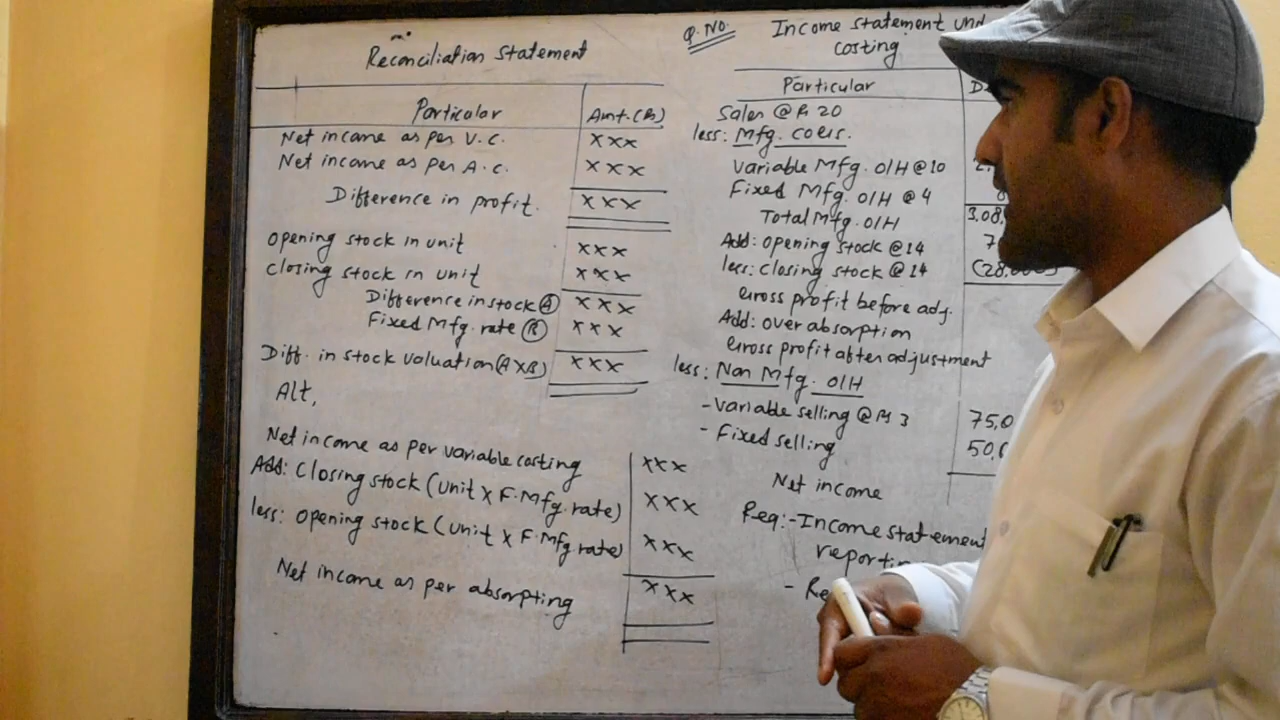 Reconciliation Statement
Particular Amt.(Rs)
Net income as per V.C. xxx
Net income as per A.C. xxx
Difference in profit. xxx
Opening stock in unit xxx
Closing stock in unit xxx
Difference in stock (A) xxx
Fixed Mfg. rate (B) xxx
Diff. in stock valuation (AXB) xxx
Alt,
Net income as per variable costing xxx
Add: Closing stock (unit x F.Mfg. rate) xxx
less: Opening stock (unit x F.Mfg rate) xxx
Net income as per absorpting xxx
Q.No.
Income statement und
costing
Particular
Sales @ Rs 20
less: Mfg. cost.
Variable Mfg. O/H @ 10
Fixed Mfg. O/H @ 4
Total Mfg. O/H 3,08,
Add: Opening stock @14 7
less: Closing stock @ 14 (28,
Gross profit before adj.
Add: over absorption
Gross profit after adjustment
less: Non Mfg. O/H
- Variable selling @ Rs 3 75,0
- Fixed selling 50,
Net income
Req:- Income statement
reporti
- Re